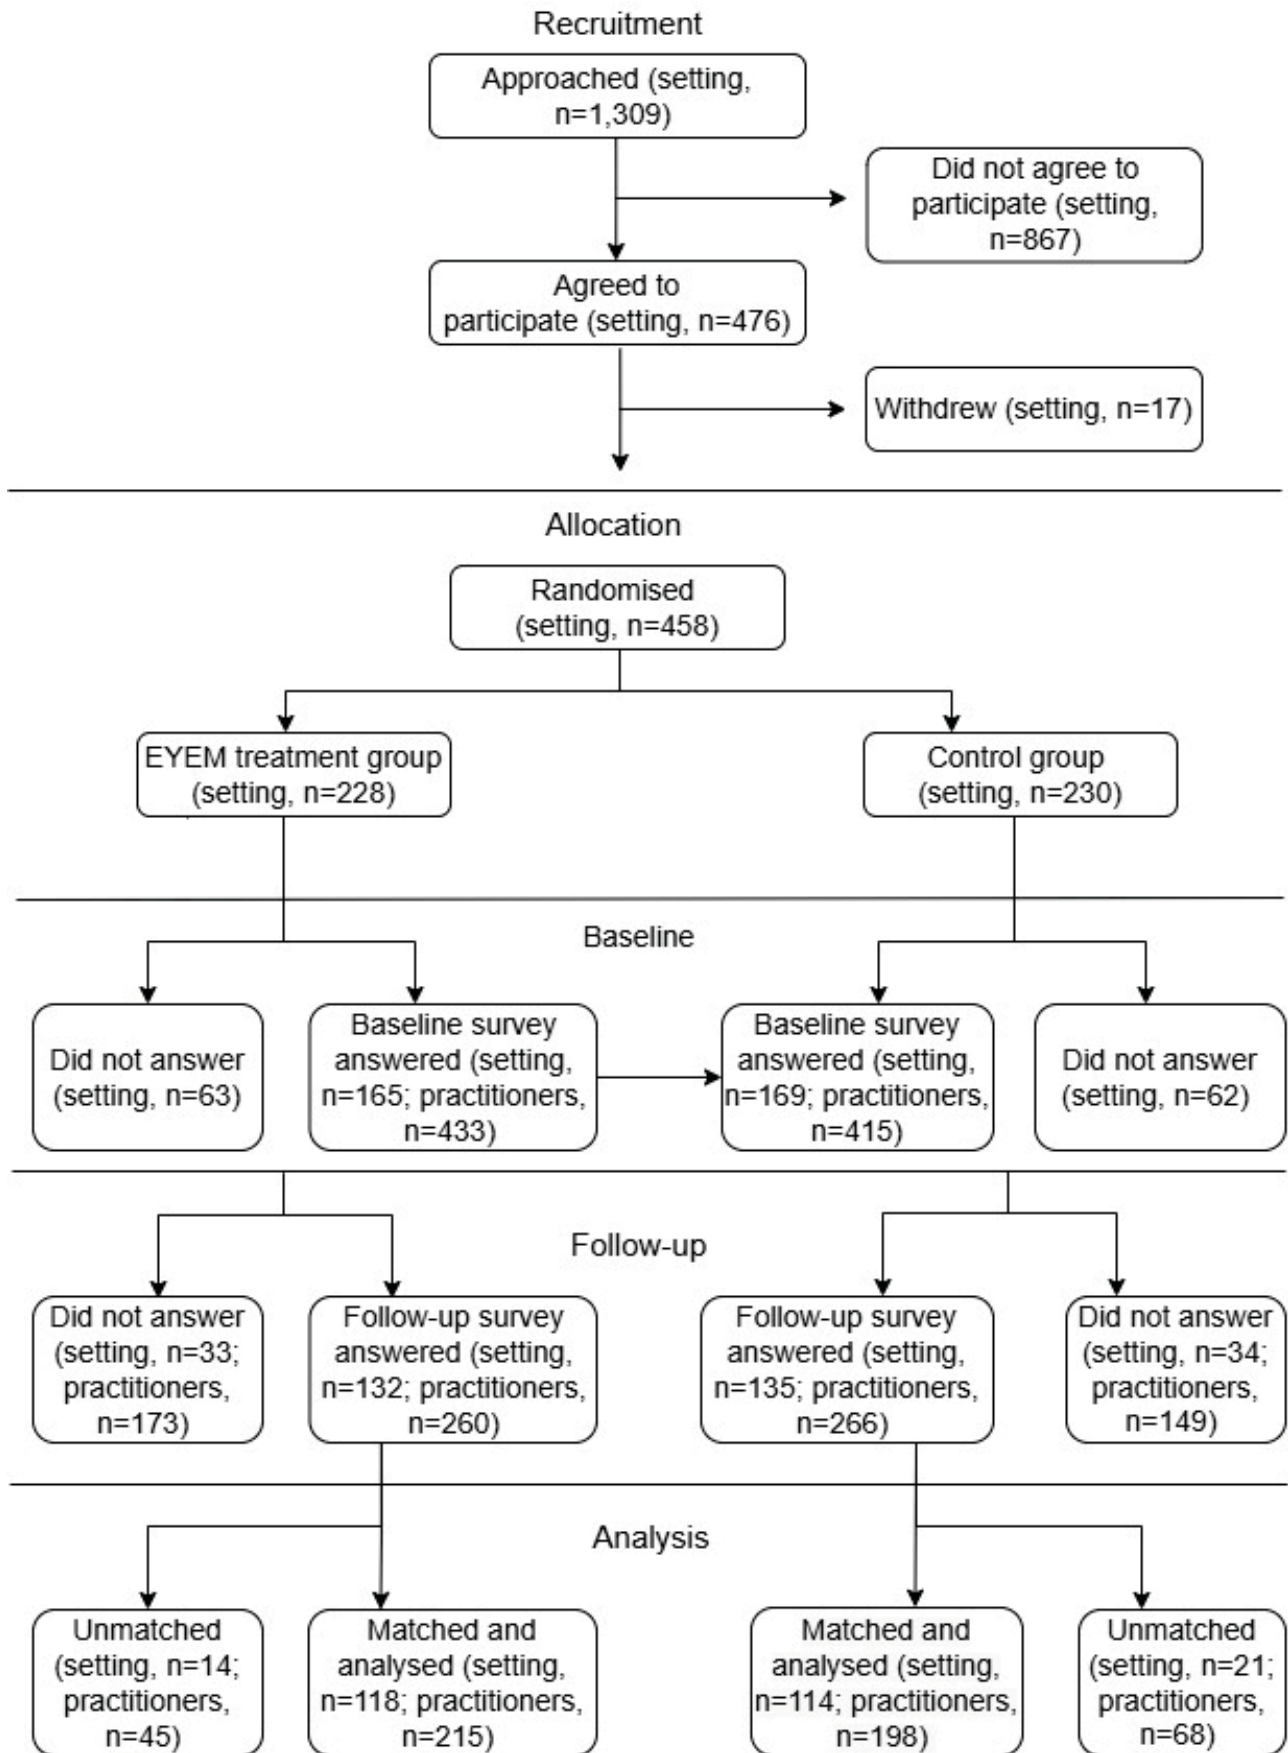 Recruitment
Approached (setting,
n=1,309)
Did not agree to
participate (setting,
n=867)
Agreed to
participate (setting, n=476)
Withdrew (setting, n=17)
Allocation
Randomised
(setting, n=458)
EYEM treatment group
(setting, n=228)
Control group
(setting, n=230)
Baseline
Did not answer
(setting, n=63)
Baseline survey
answered (setting,
n=165; practitioners,
n=433)
Baseline survey
answered (setting,
n=169; practitioners,
n=415)
Did not answer
(setting, n=62)
Follow-up
Did not answer
(setting, n=33;
practitioners,
n=173)
Follow-up survey
answered (setting,
n=132; practitioners,
n=260)
Follow-up survey
answered (setting,
n=135; practitioners,
n=266)
Did not answer
(setting, n=34;
practitioners,
n=149)
Analysis
Unmatched
(setting, n=14;
practitioners,
n=45)
Matched and
analysed (setting,
n=118; practitioners,
n=215)
Matched and
analysed (setting,
n=114; practitioners,
n=198)
Unmatched
(setting, n=21;
practitioners,
n=68)